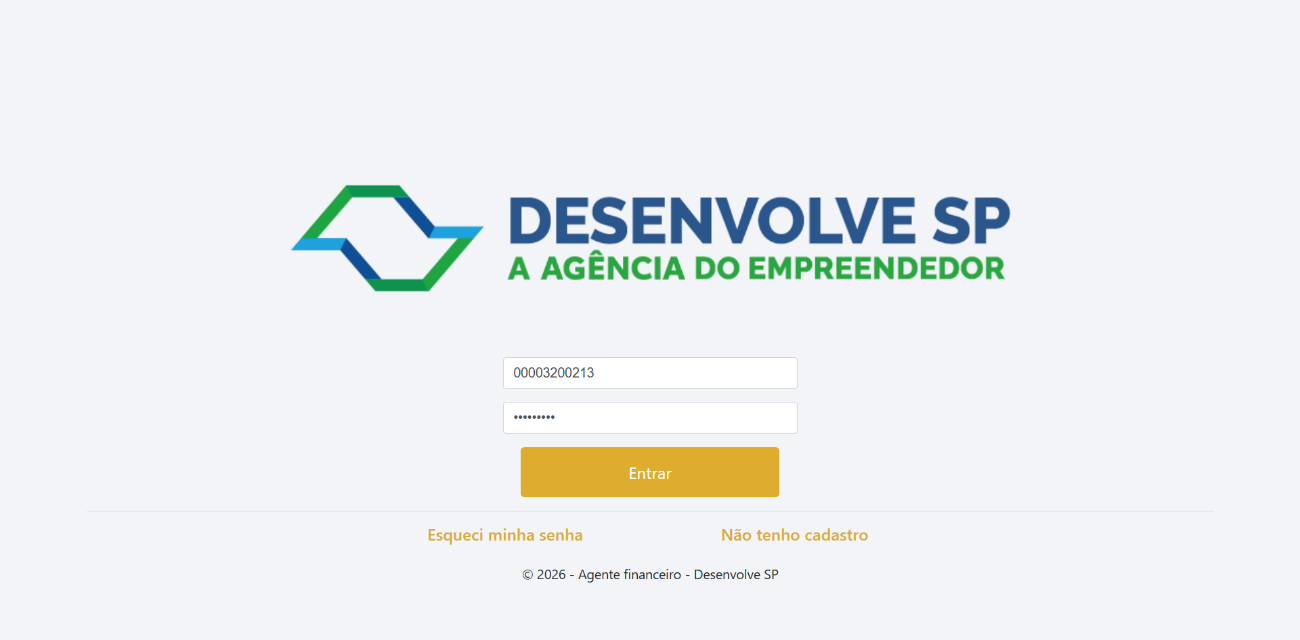 DESENVOLVE SP
A AGÊNCIA DO EMPREENDEDOR
00003200213
•••••••••
Entrar
Esqueci minha senha
Não tenho cadastro
© 2026 - Agente financeiro - Desenvolve SP